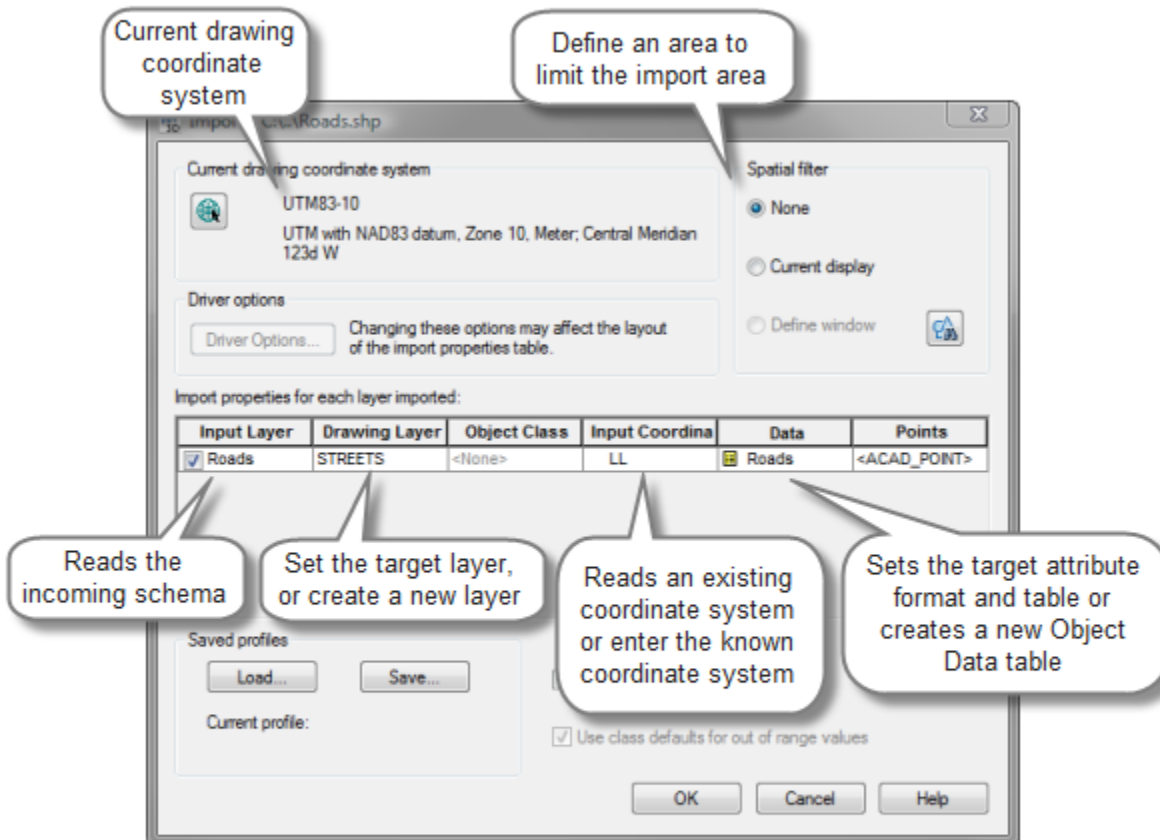 Current drawing
coordinate
system
Define an area to
limit the import area
Roads.shp
Current drawing coordinate system
UTM83-10
UTM with NAD83 datum, Zone 10, Meter; Central Meridian
123d W
Spatial filter
None
Current display
Define window
Driver options
Driver Options...
Changing these options may affect the layout
of the import properties table.
Import properties for each layer imported:
Input Layer Drawing Layer Object Class Input Coordina Data Points
Roads STREETS <None> LL Roads <ACAD_POINT>
Reads the
incoming schema
Set the target layer,
or create a new layer
Reads an existing
coordinate system
or enter the known
coordinate system
Sets the target attribute
format and table or
creates a new Object
Data table
Saved profiles
Load...
Save...
Current profile:
Use class defaults for out of range values
OK
Cancel
Help